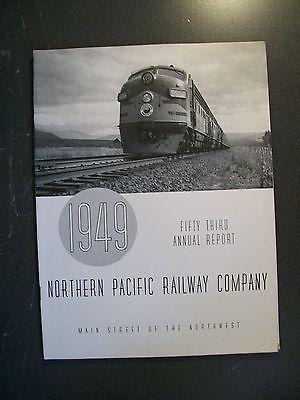 1949
FIFTY THIRD
ANNUAL REPORT
NORTHERN PACIFIC RAILWAY COMPANY
MAIN STREET OF THE NORTHWEST